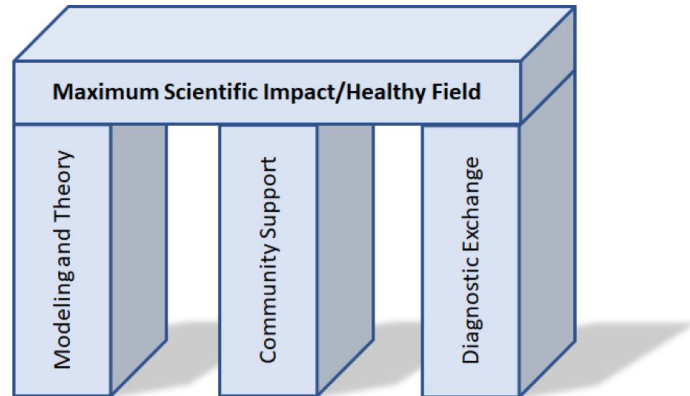 Maximum Scientific Impact/Healthy Field
Modeling and Theory
Community Support
Diagnostic Exchange